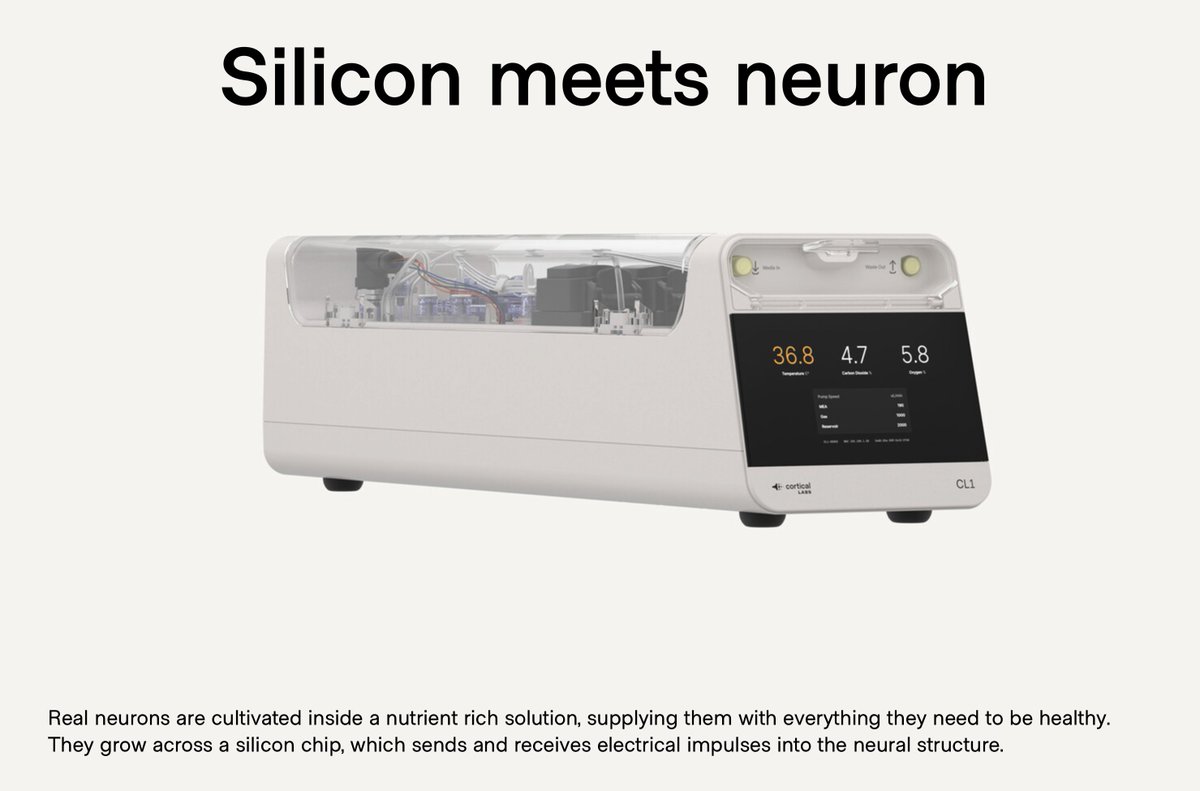 Silicon meets neuron
Media In
Waste Out
36.8 4.7 5.8
Temperature C° Carbon Dioxide % Oxygen %
Pump Speed uL/min
MEA 190
Gas 1000
Reservoir 2000
cortical
LABS
CL1
Real neurons are cultivated inside a nutrient rich solution, supplying them with everything they need to be healthy.
They grow across a silicon chip, which sends and receives electrical impulses into the neural structure.